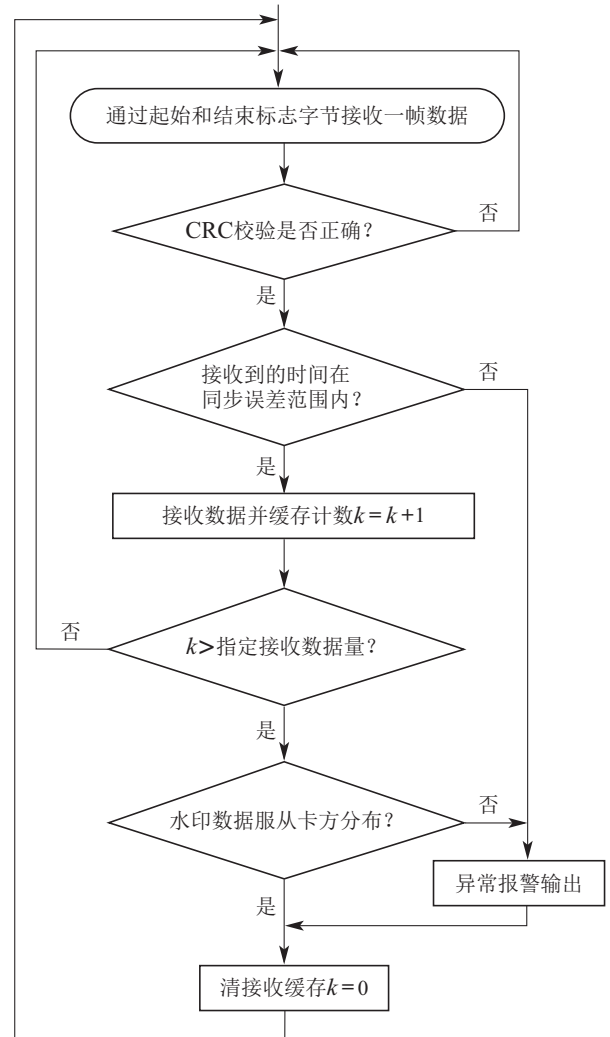 通过起始和结束标志字节接收一帧数据
CRC校验是否正确？
否
是
接收到的时间在
同步误差范围内？
否
是
接收数据并缓存计数k=k+1
否
k>指定接收数据量？
是
水印数据服从卡方分布？
否
异常报警输出
是
清接收缓存k=0